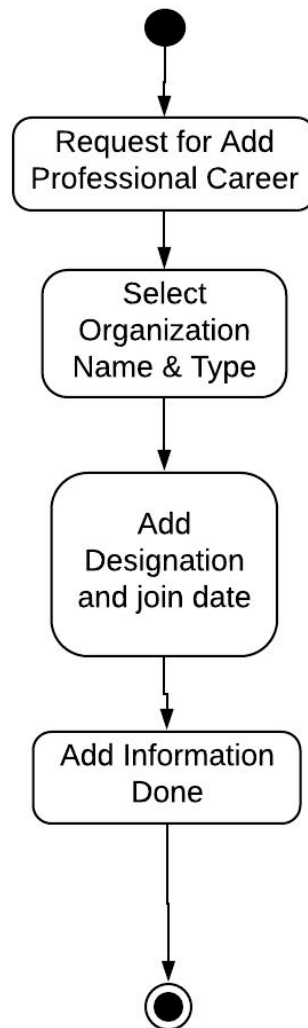 Request for Add
Professional Career
Select
Organization
Name & Type
Add
Designation
and join date
Add Information
Done